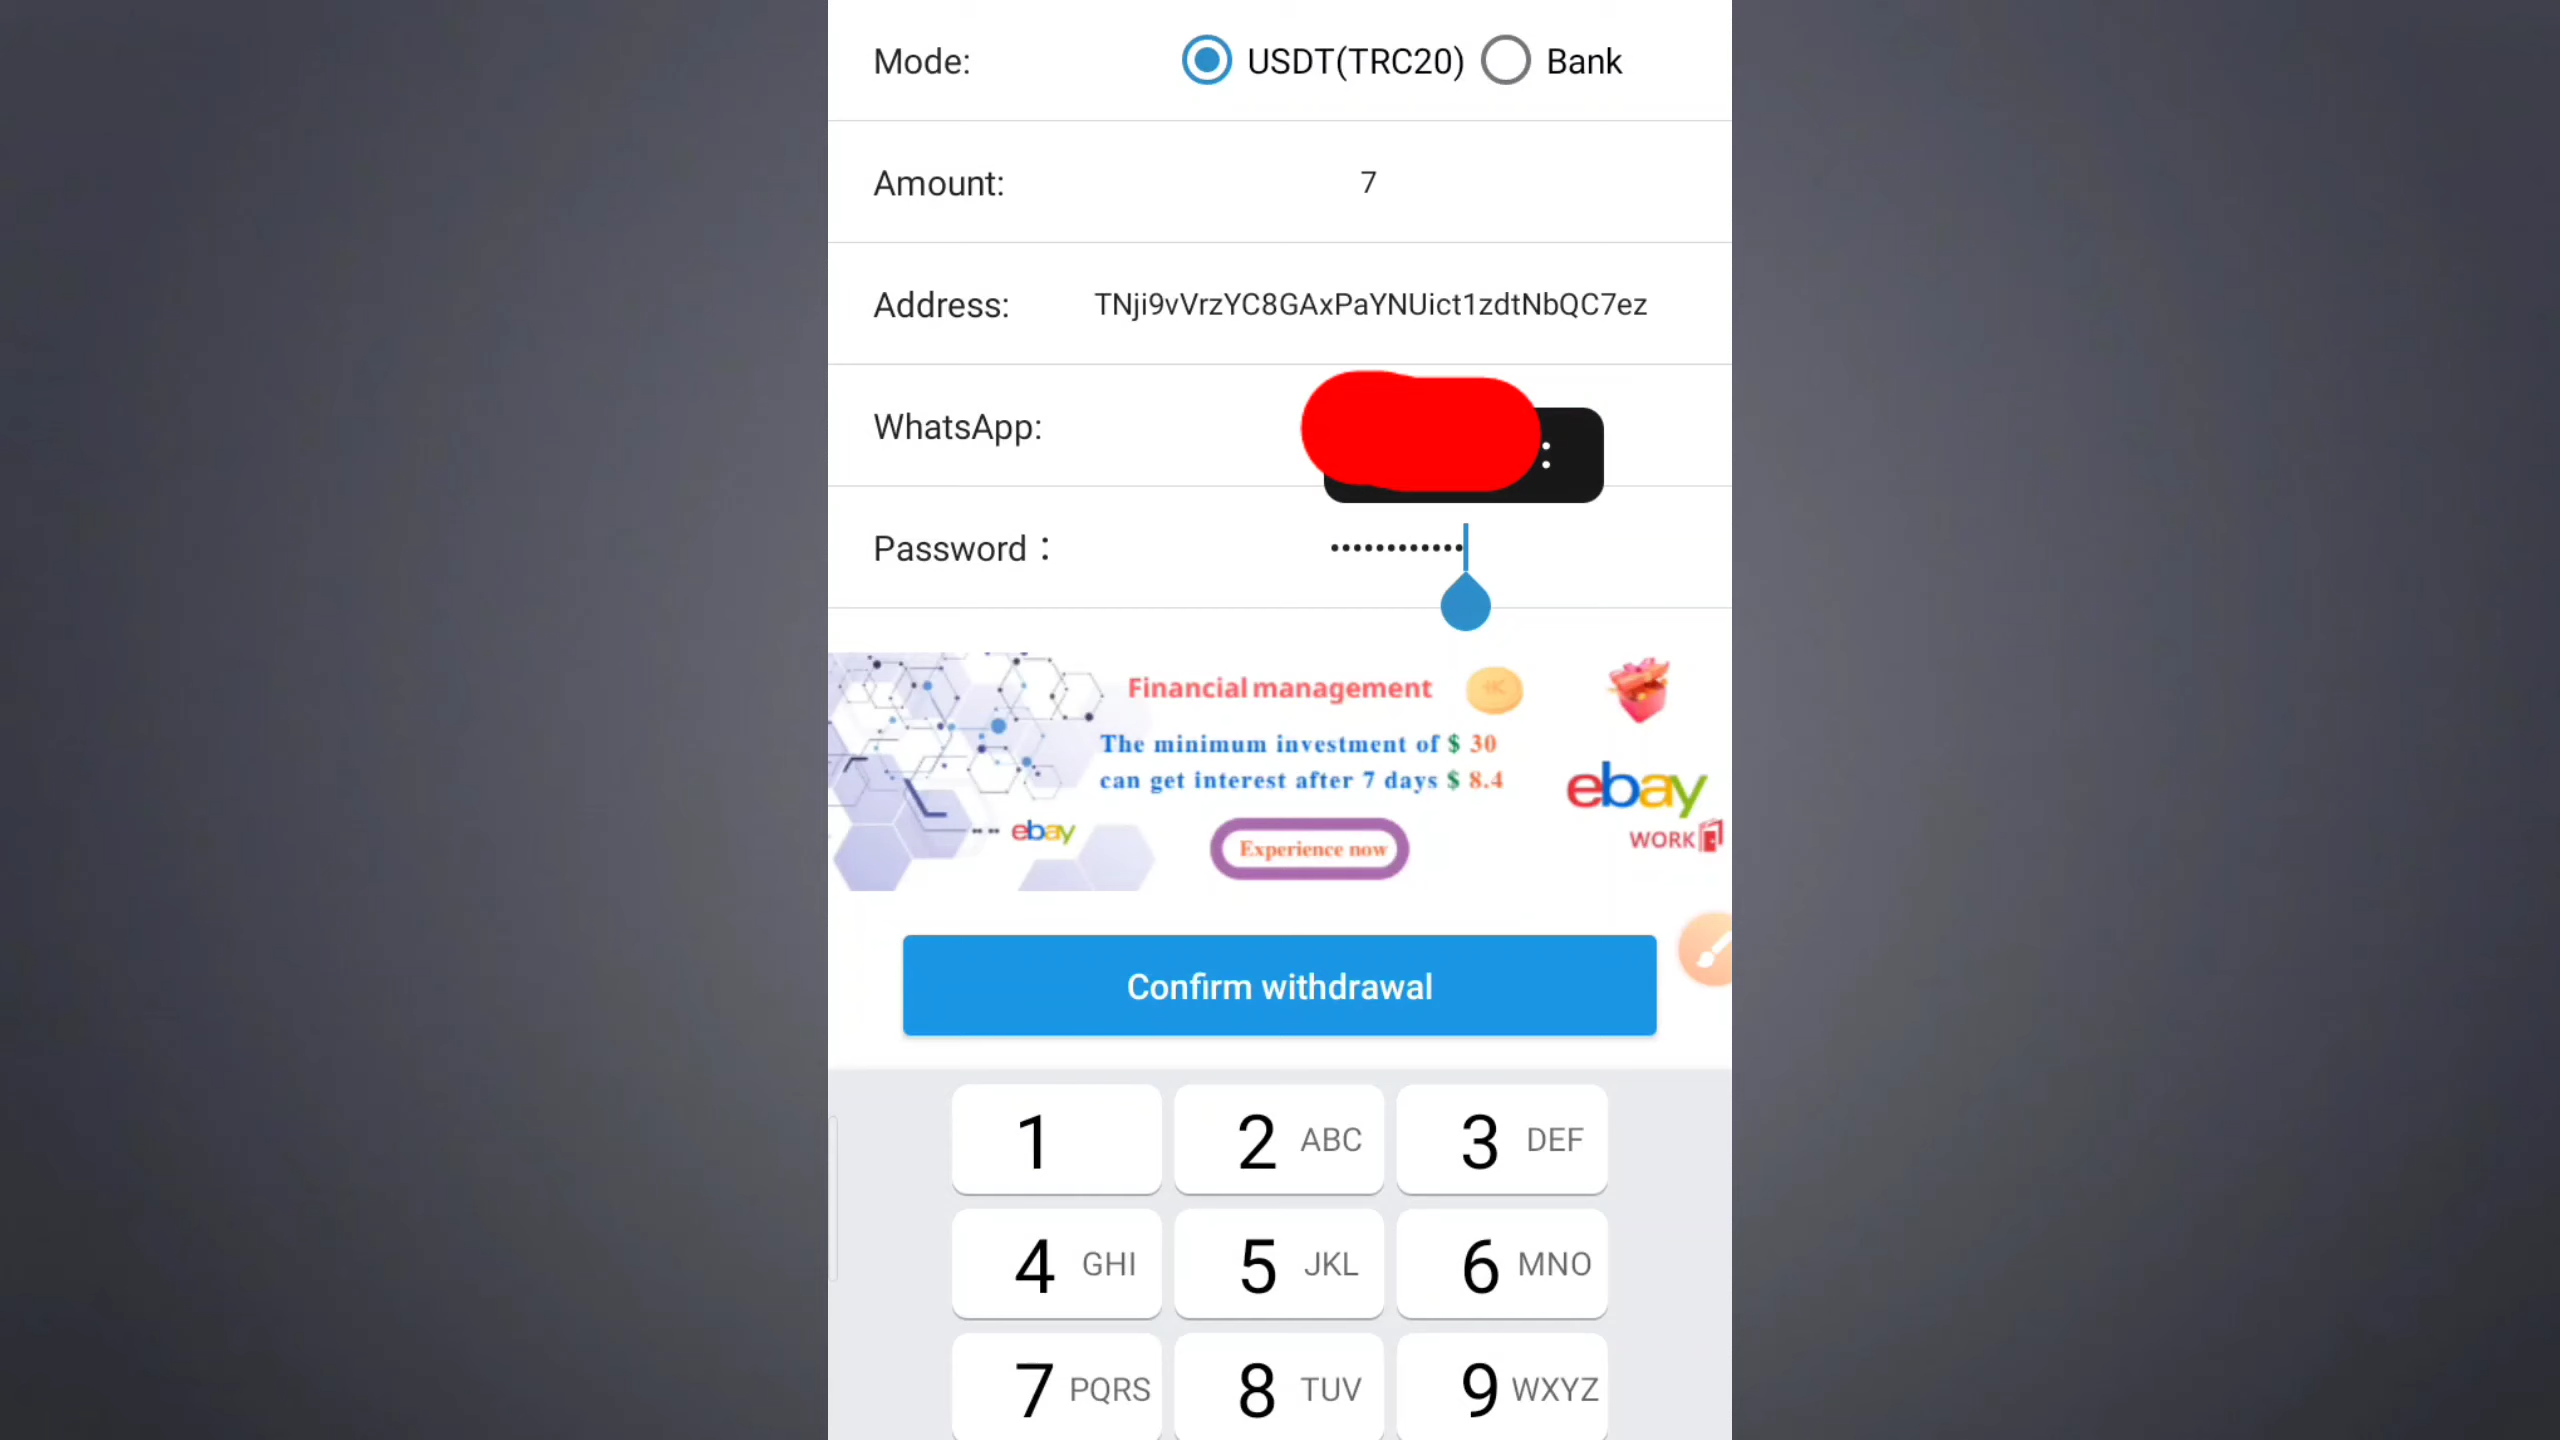 Mode: USDT(TRC20) Bank
Amount: 7
Address: TNji9vVrzYC8GAxPaYNUict1zdtNbQC7ez
WhatsApp:
Password : ••••••••••••
Financial management
The minimum investment of $ 30
can get interest after 7 days $ 8.4
ebay
ebay
WORK
Experience now
Confirm withdrawal
1 2 ABC 3 DEF
4 GHI 5 JKL 6 MNO
7 PQRS 8 TUV 9 WXYZ